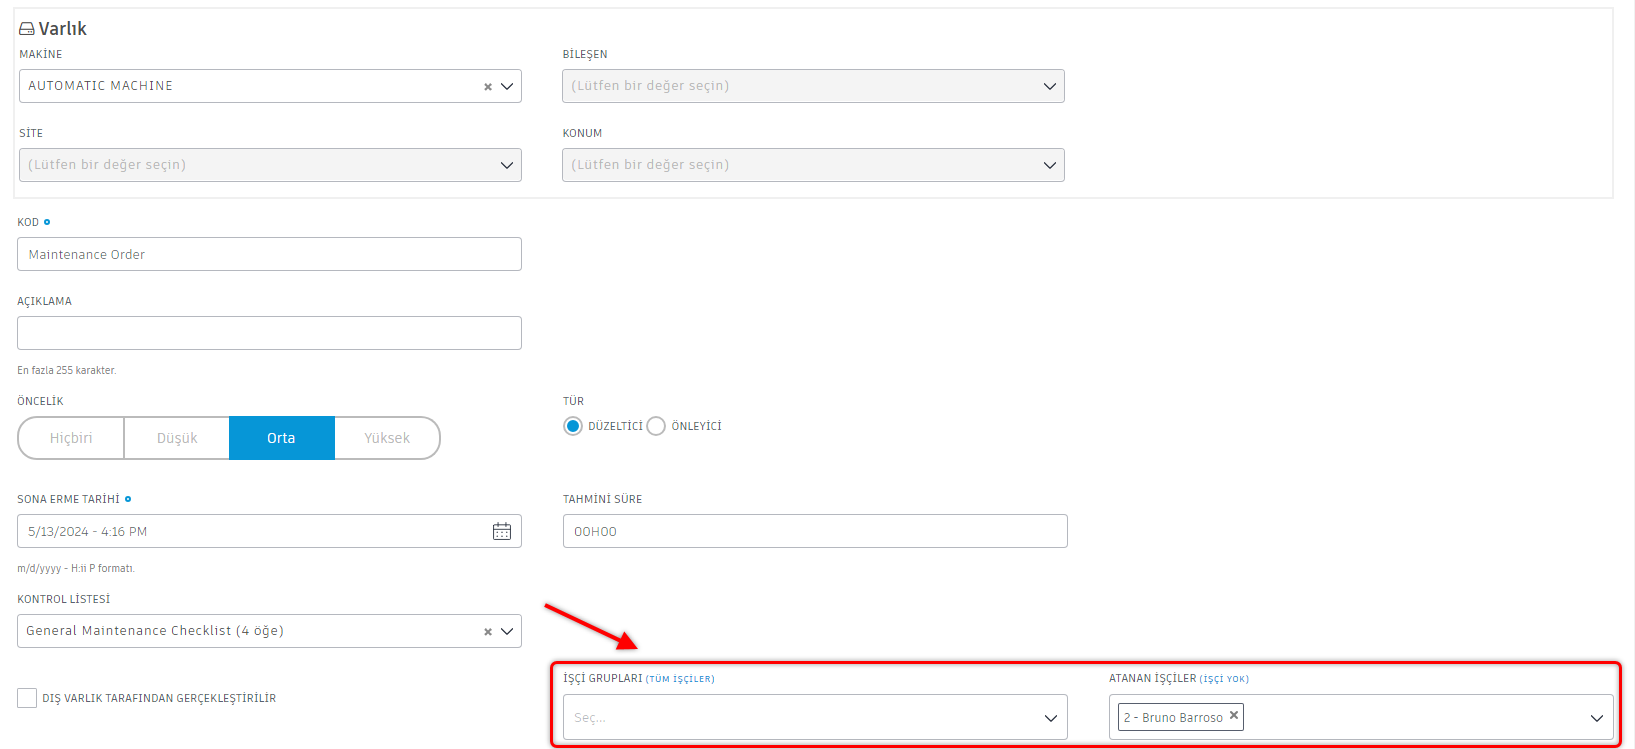 Varlık
MAKİNE
BİLEŞEN
AUTOMATIC MACHINE
(Lütfen bir değer seçin)
SİTE
KONUM
(Lütfen bir değer seçin)
(Lütfen bir değer seçin)
KOD
Maintenance Order
AÇIKLAMA
En fazla 255 karakter.
ÖNCELİK
TÜR
Hiçbiri
Düşük
Orta
Yüksek
DÜZELTİCİ
ÖNLEYİCİ
SONA ERME TARİHİ
TAHMİNİ SÜRE
5/13/2024 - 4:16 PM
00H00
m/d/yyyy - H:ii P formatı.
KONTROL LİSTESİ
General Maintenance Checklist (4 öğe)
İŞÇİ GRUPLARI (TÜM İŞÇİLER)
ATANAN İŞÇİLER (İŞÇİ YOK)
DIŞ VARLIK TARAFINDAN GERÇEKLEŞTİRİLİR
Seç...
2 - Bruno Barroso